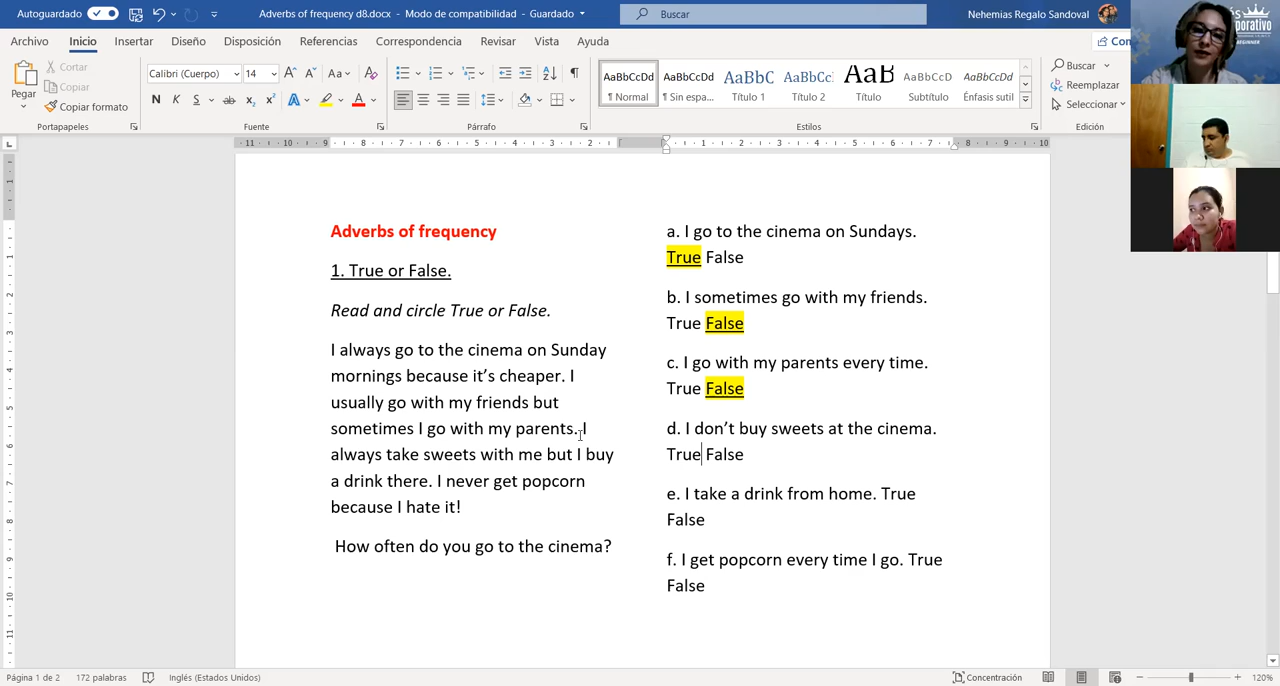 Autoguardado
Adverbs of frequency d8.docx - Modo de compatibilidad - Guardado
Buscar
Nehemias Regalo Sandoval
Archivo Inicio Insertar Diseño Disposición Referencias Correspondencia Revisar Vista Ayuda
Pegar
Cortar
Copiar
Copiar formato
Portapapeles
Calibri (Cuerpo) 14
N K S ab x₂ x² A A
Fuente
Párrafo
AaBbCcDd AaBbCcDd AaBbC AaBbCc AaB AaBbCcD AaBbCcDd
¶ Normal ¶ Sin espa... Título 1 Título 2 Título Subtítulo Énfasis sutil
Estilos
Buscar
Reemplazar
Seleccionar
Edición
Adverbs of frequency
1. True or False.
Read and circle True or False.
I always go to the cinema on Sunday
mornings because it’s cheaper. I
usually go with my friends but
sometimes I go with my parents. I
always take sweets with me but I buy
a drink there. I never get popcorn
because I hate it!
How often do you go to the cinema?
a. I go to the cinema on Sundays.
True False
b. I sometimes go with my friends.
True False
c. I go with my parents every time.
True False
d. I don’t buy sweets at the cinema.
True False
e. I take a drink from home. True
False
f. I get popcorn every time I go. True
False
Página 1 de 2 172 palabras Inglés (Estados Unidos)
Concentración
120%